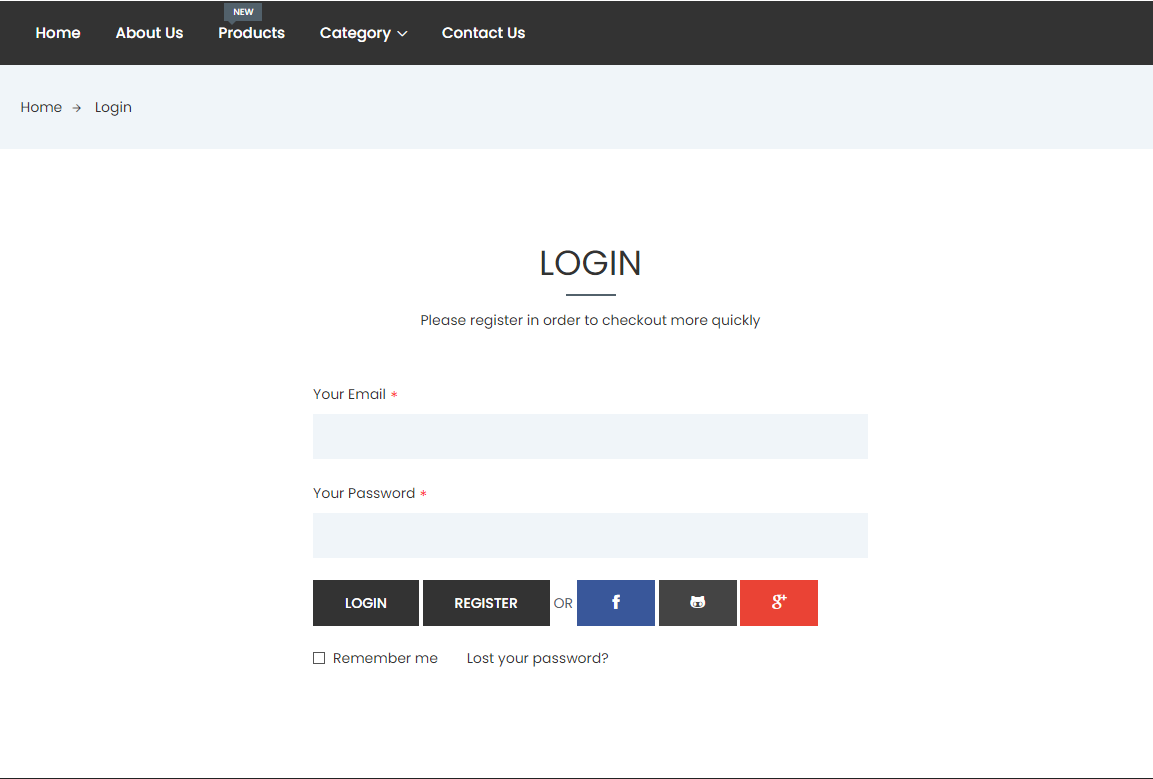 NEW
Home About Us Products Category Contact Us
Home → Login
LOGIN
Please register in order to checkout more quickly
Your Email *
Your Password *
LOGIN REGISTER OR f g+
Remember me Lost your password?